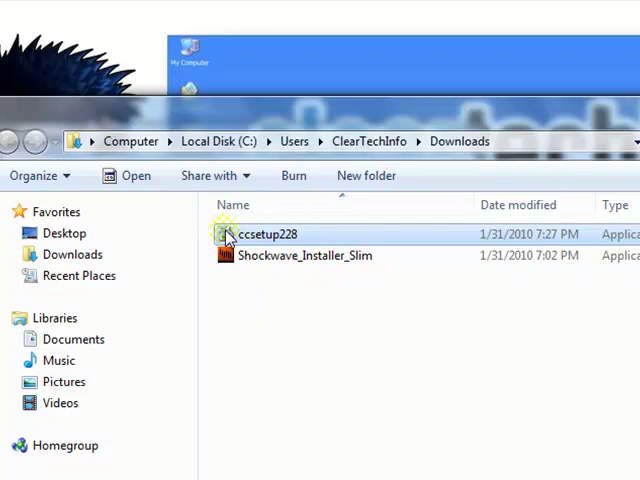 My Computer
Computer Local Disk (C:) Users ClearTechInfo Downloads
Organize Open Share with Burn New folder
Name Date modified Type
Favorites
Desktop
Downloads
Recent Places
Libraries
Documents
Music
Pictures
Videos
Homegroup
ccsetup228 1/31/2010 7:27 PM Applica
Shockwave_Installer_Slim 1/31/2010 7:02 PM Applica